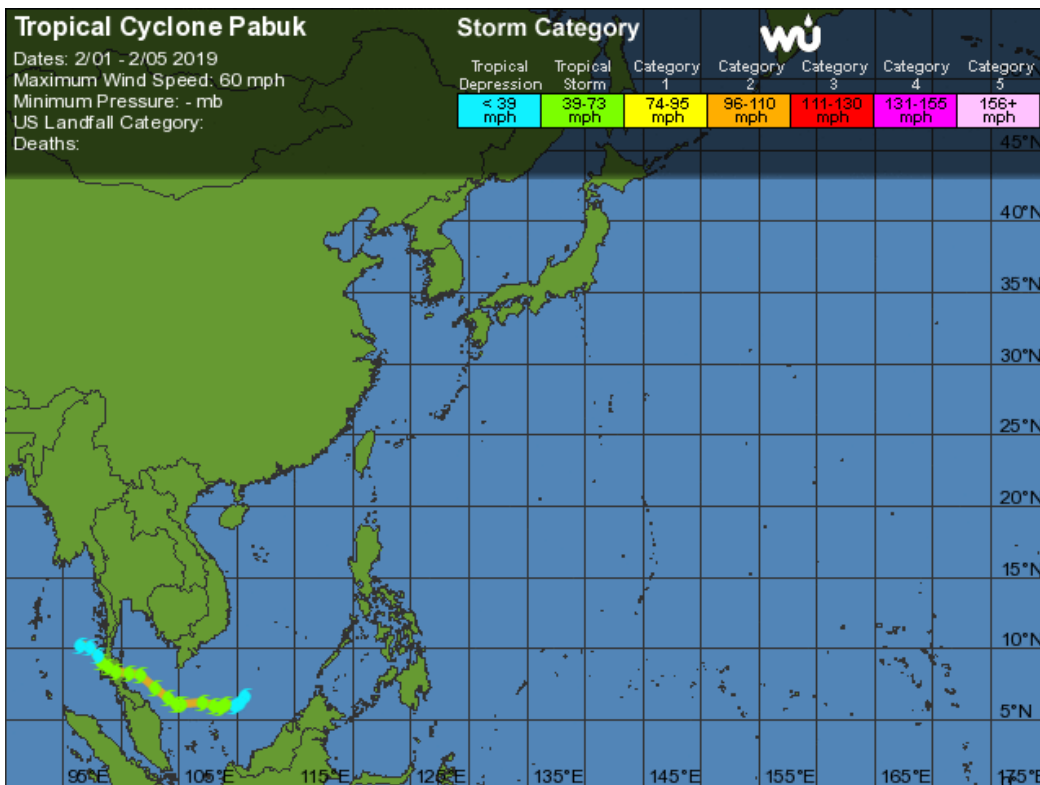 Tropical Cyclone Pabuk
Dates: 2/01 - 2/05 2019
Maximum Wind Speed: 60 mph
Minimum Pressure: - mb
US Landfall Category:
Deaths:
Storm Category
wu
Tropical Depression
Tropical Storm
Category 1
Category 2
Category 3
Category 4
Category 5
< 39 mph
39-73 mph
74-95 mph
96-110 mph
111-130 mph
131-155 mph
156+ mph
45°N
40°N
35°N
30°N
25°N
20°N
15°N
10°N
5°N
95°E
105°E
115°E
125°E
135°E
145°E
155°E
165°E
175°E